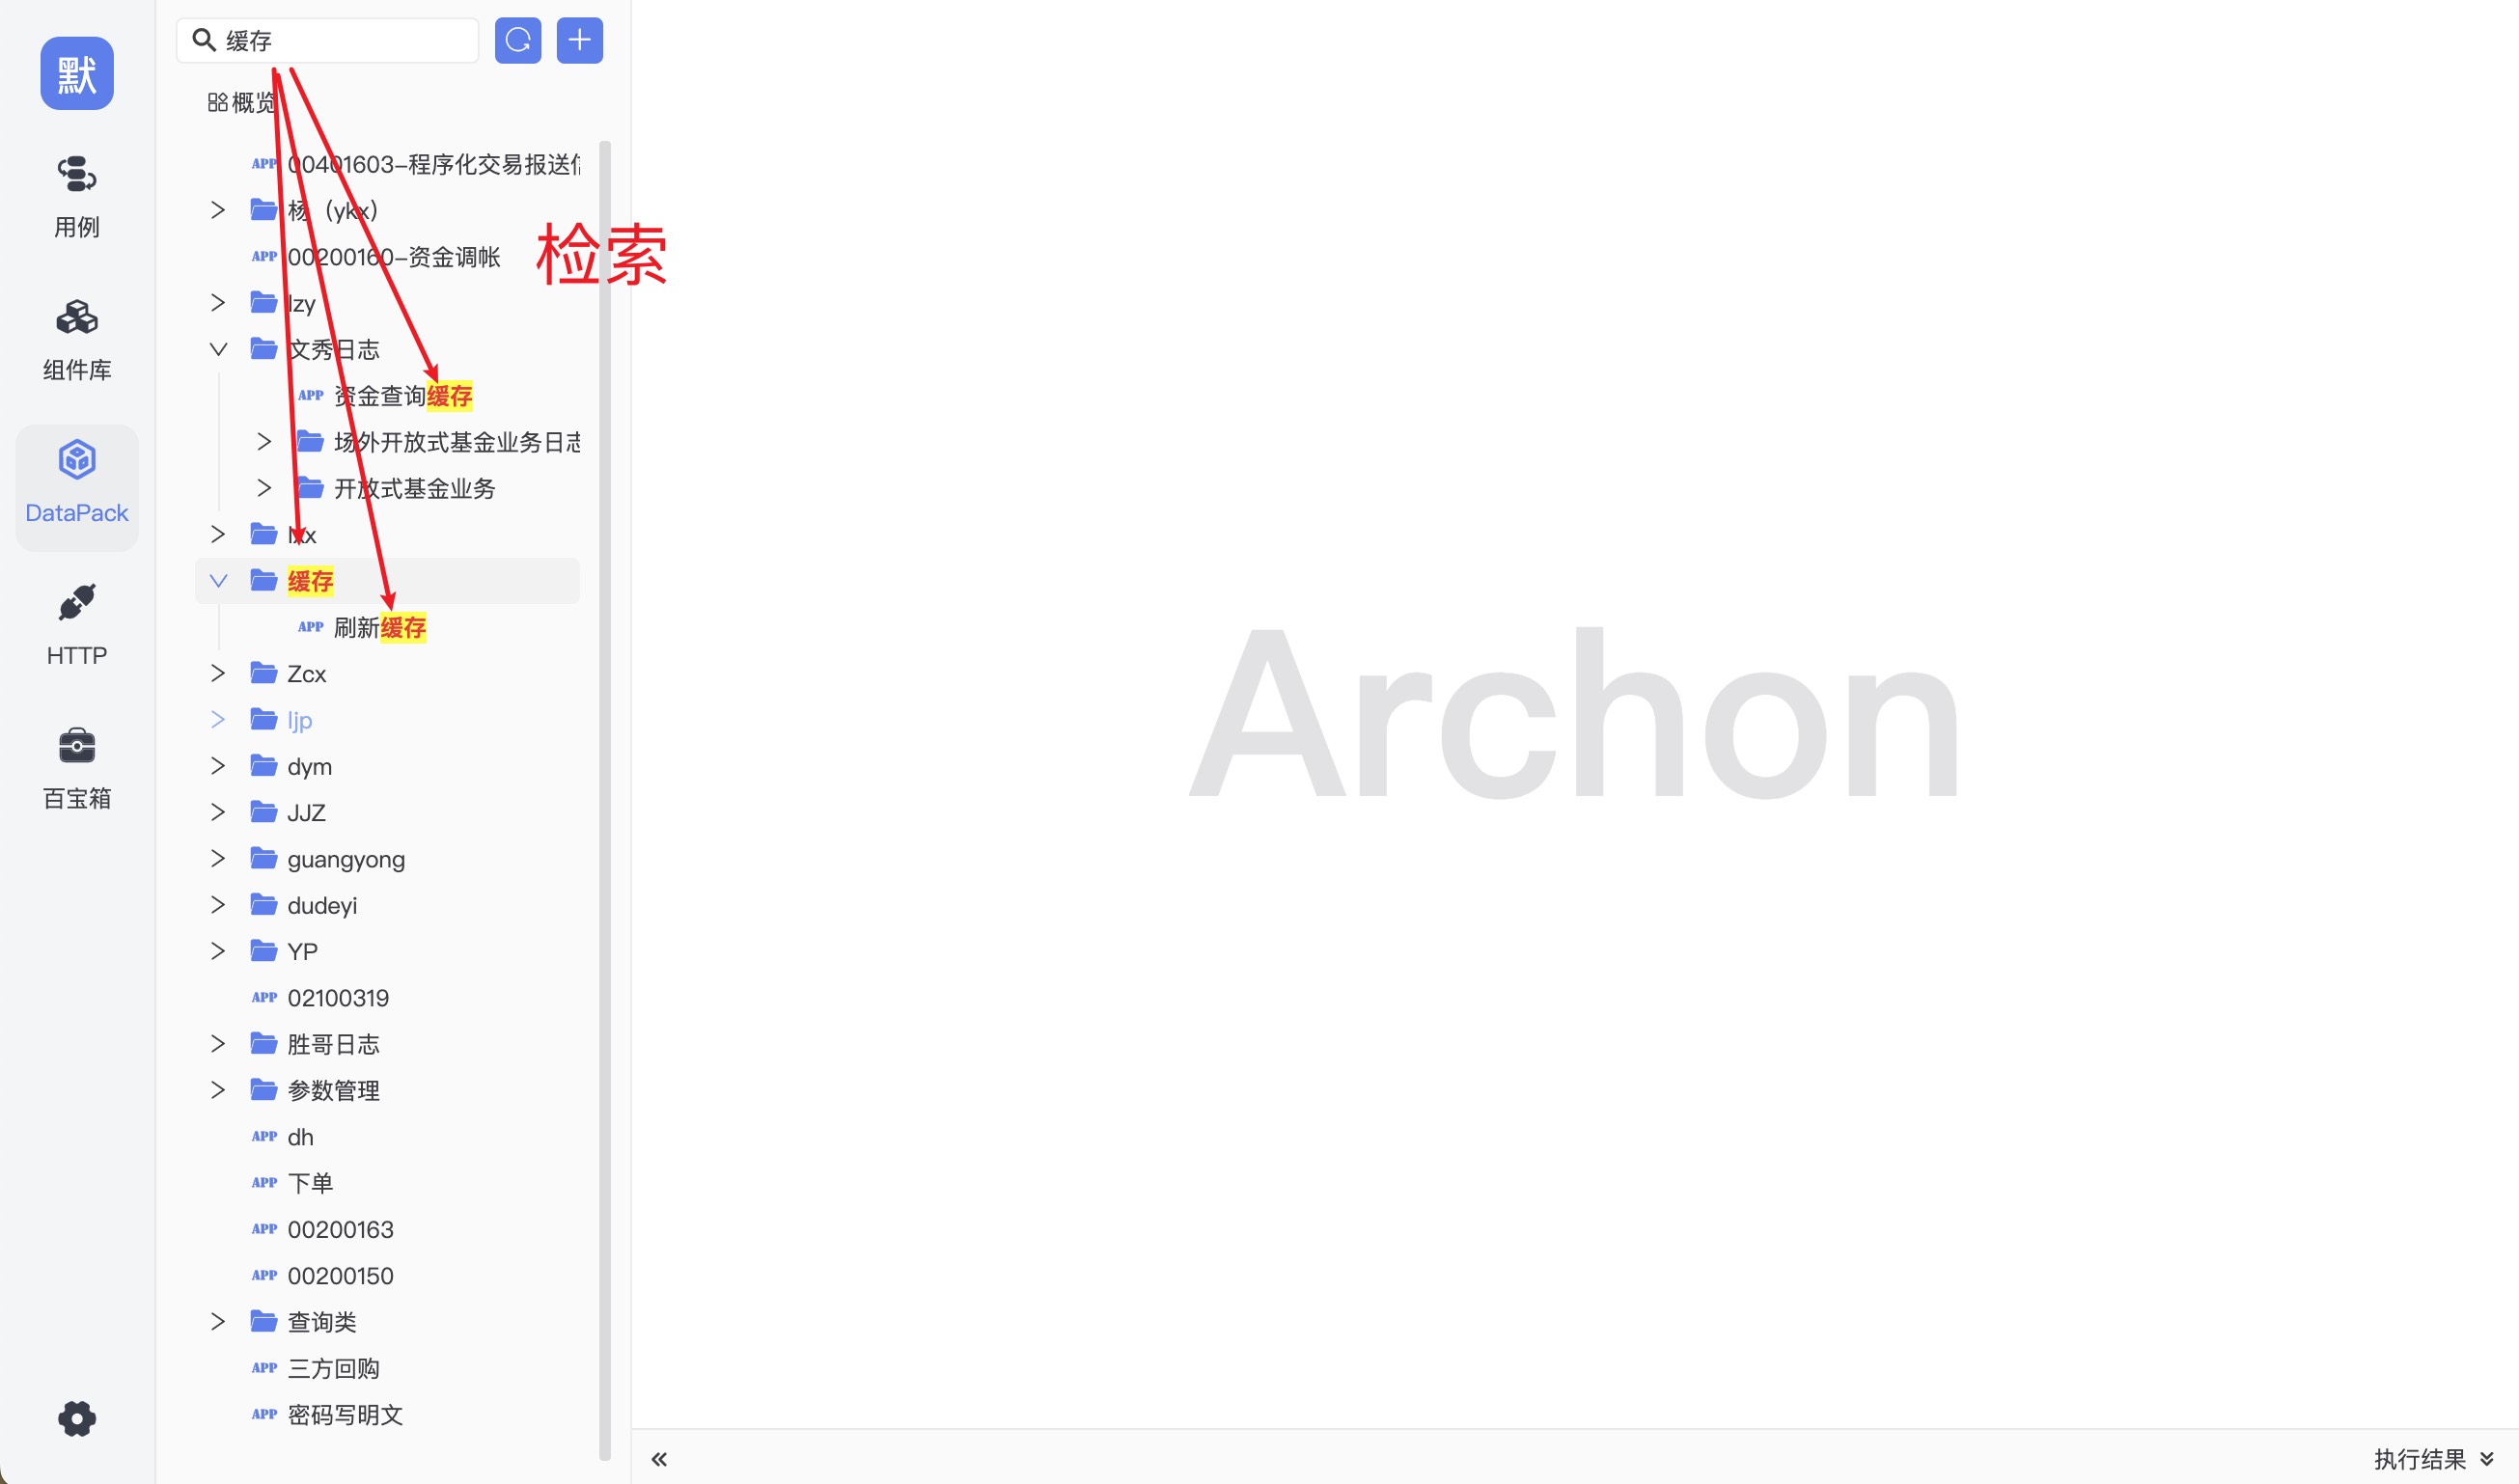 默
用例
组件库
DataPack
HTTP
百宝箱
缓存
概览
APP 00401603-程序化交易报送
杨（ykx）
APP 00200160-资金调帐
检索
lzy
文秀日志
APP 资金查询缓存
场外开放式基金业务日志
开放式基金业务
lxx
缓存
APP 刷新缓存
Zcx
ljp
dym
JJZ
guangyong
dudeyi
YP
APP 02100319
胜哥日志
参数管理
APP dh
APP 下单
APP 00200163
APP 00200150
查询类
APP 三方回购
APP 密码写明文
Archon
执行结果